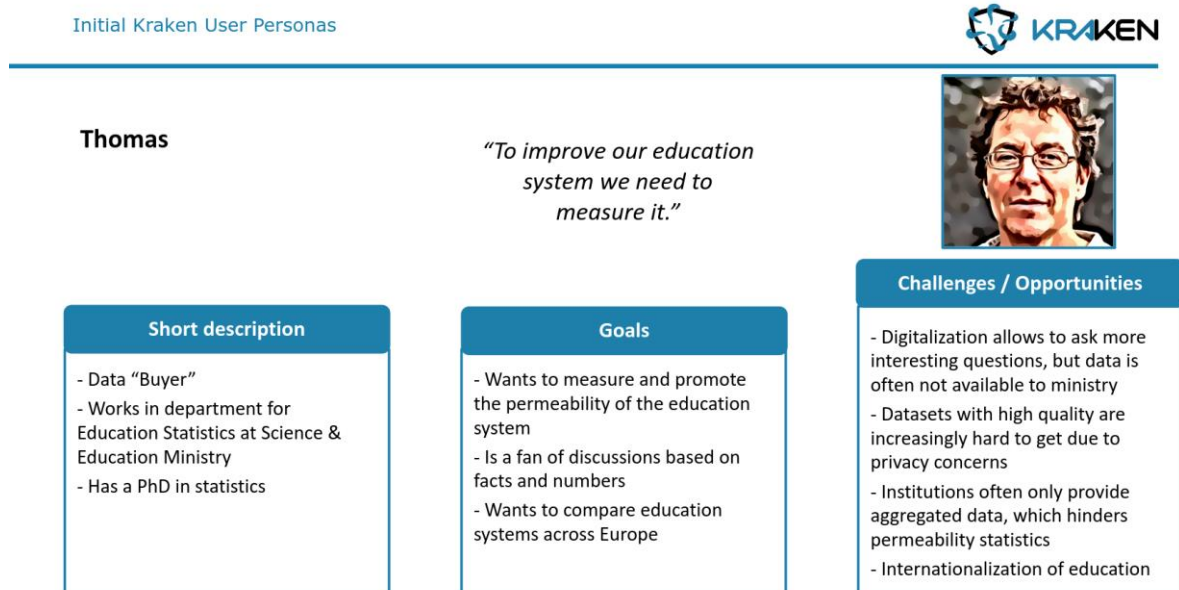 Initial Kraken User Personas
KRAKEN
Thomas
“To improve our education
system we need to
measure it.”
Short description
- Data “Buyer”
- Works in department for
Education Statistics at Science &
Education Ministry
- Has a PhD in statistics
Goals
- Wants to measure and promote
the permeability of the education
system
- Is a fan of discussions based on
facts and numbers
- Wants to compare education
systems across Europe
Challenges / Opportunities
- Digitalization allows to ask more
interesting questions, but data is
often not available to ministry
- Datasets with high quality are
increasingly hard to get due to
privacy concerns
- Institutions often only provide
aggregated data, which hinders
permeability statistics
- Internationalization of education